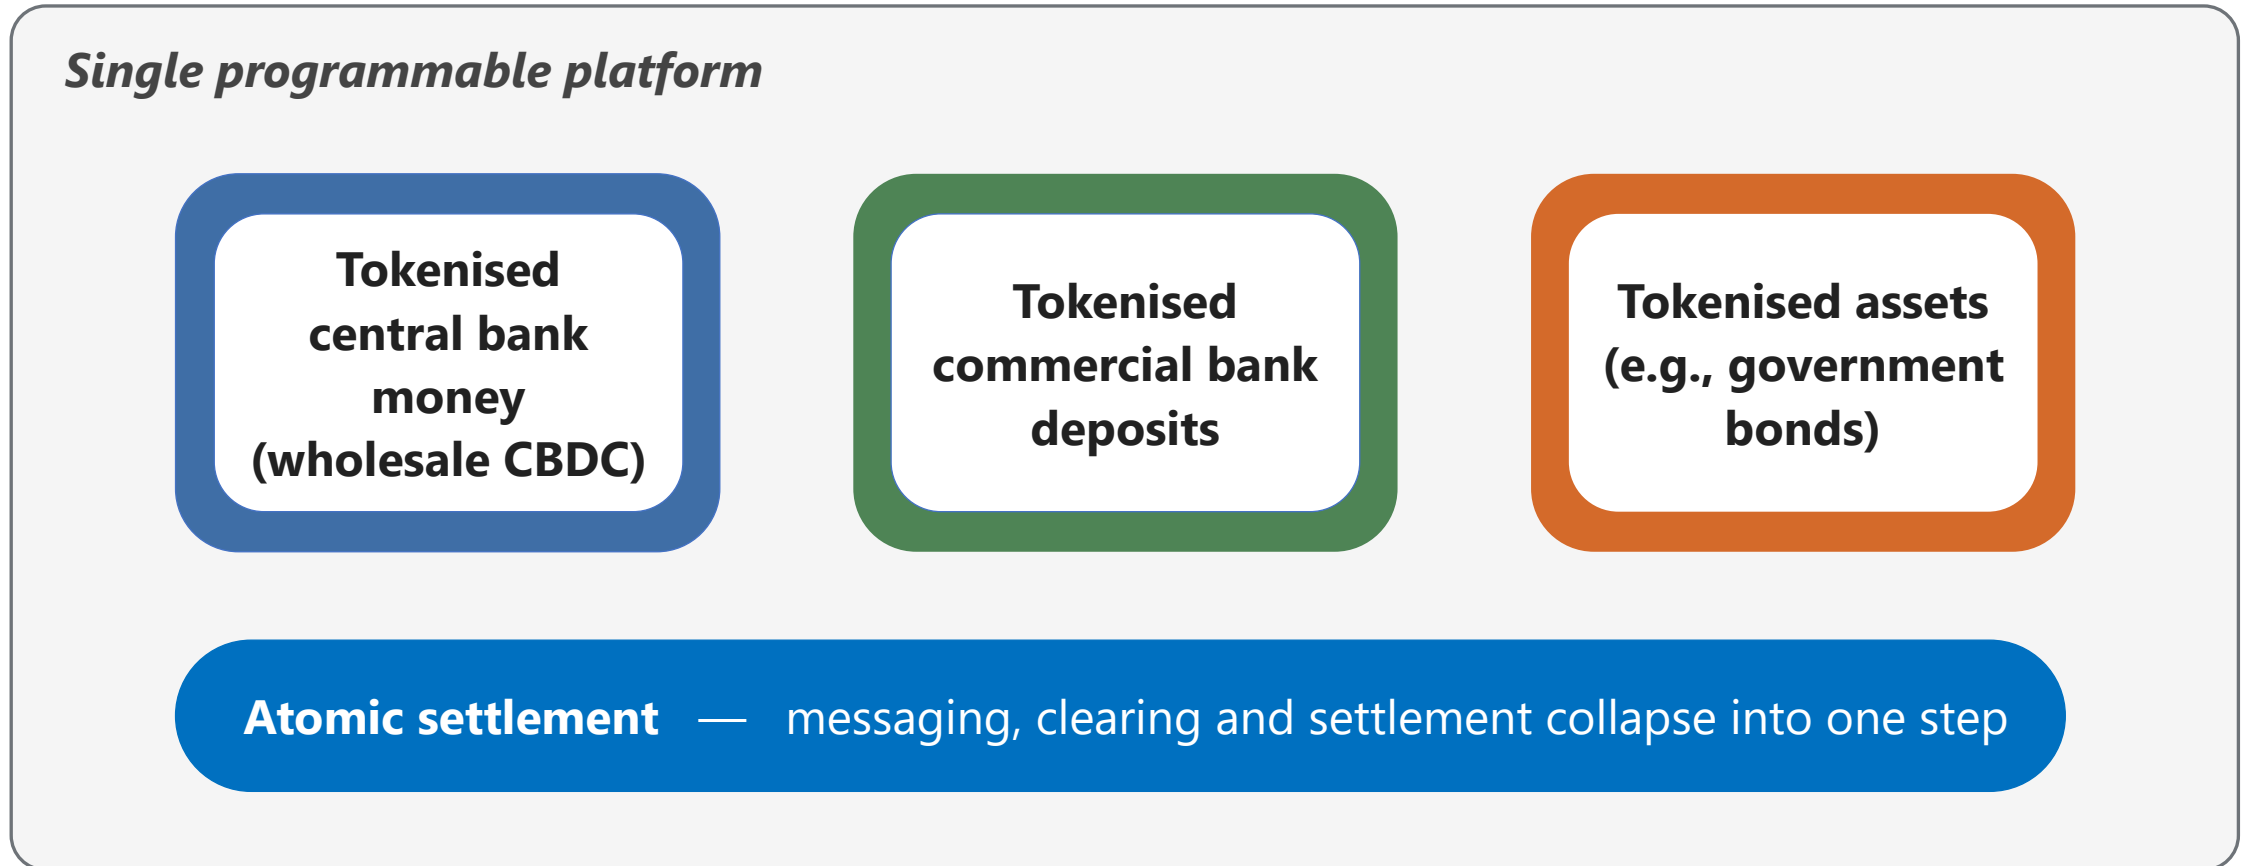 Single programmable platform
Tokenised
central bank
money
(wholesale CBDC)
Tokenised
commercial bank
deposits
Tokenised assets
(e.g., government
bonds)
Atomic settlement — messaging, clearing and settlement collapse into one step